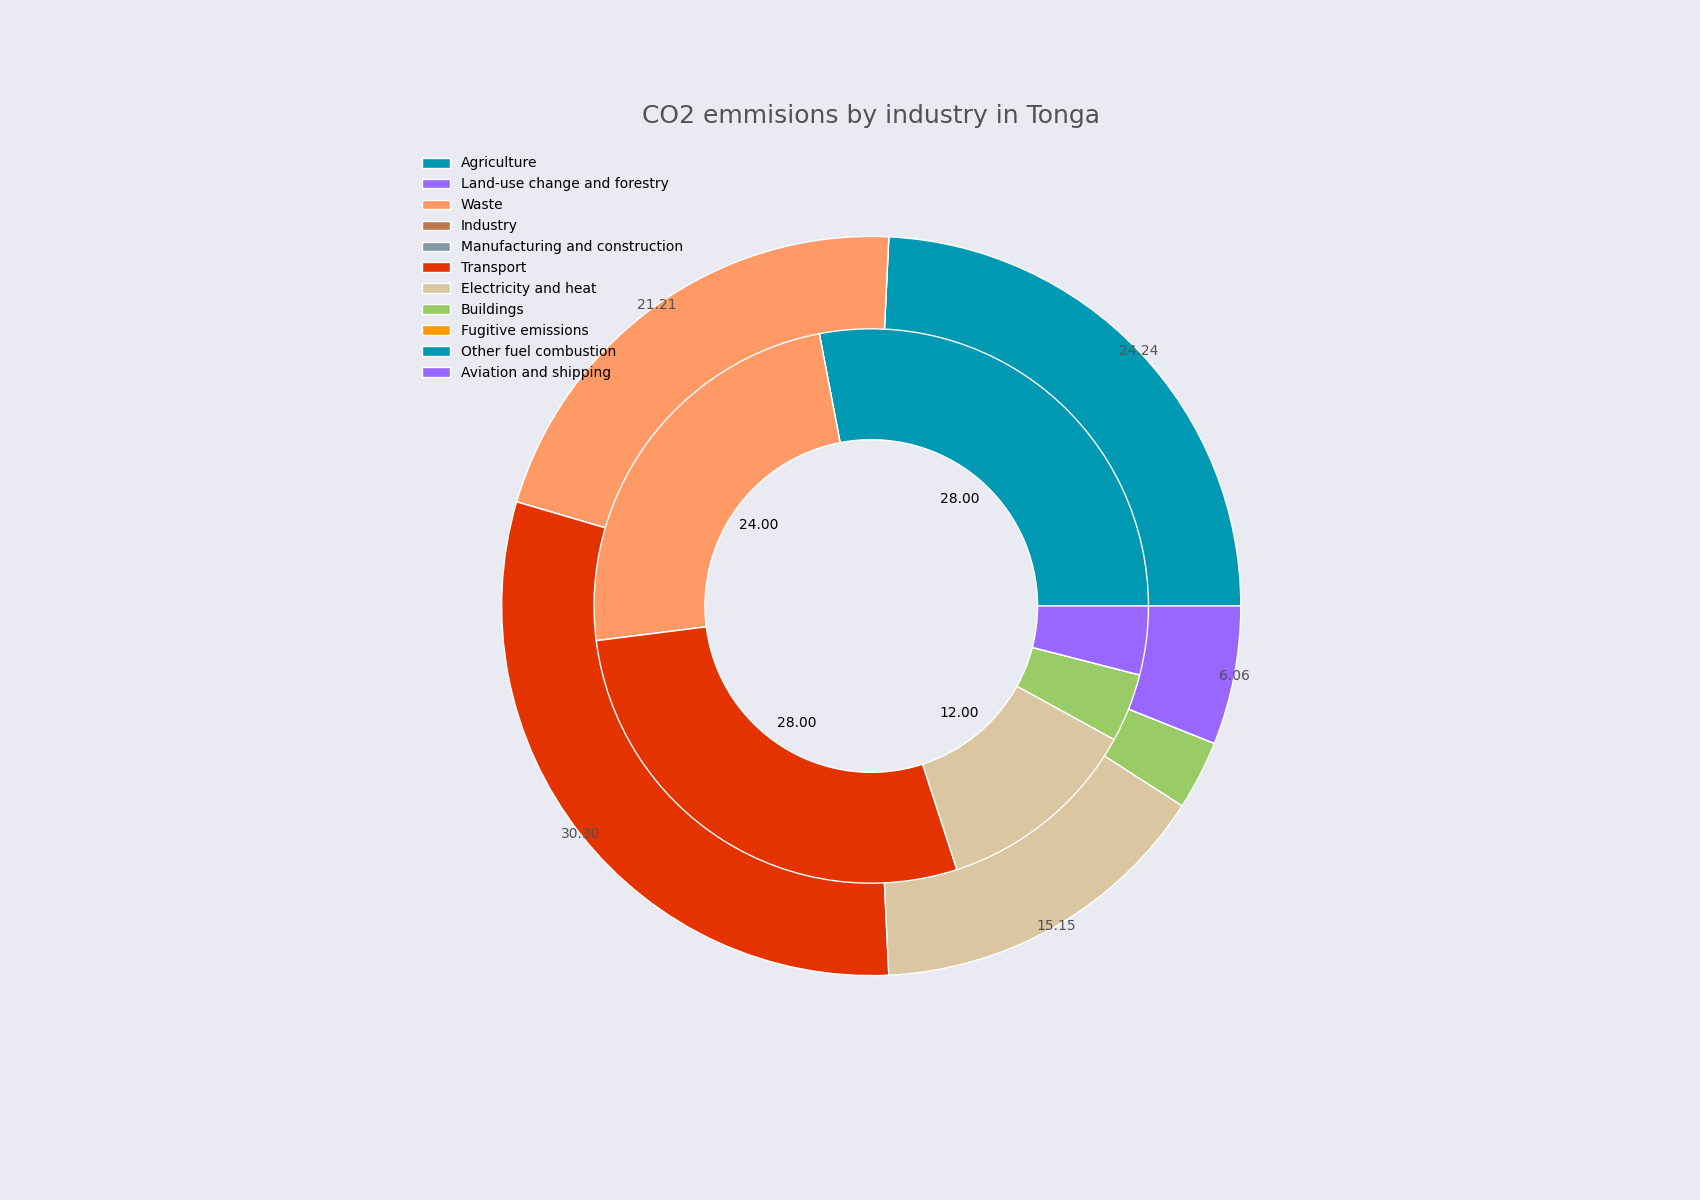 CO2 emmisions by industry in Tonga
Agriculture
Land-use change and forestry
Waste
Industry
Manufacturing and construction
Transport
Electricity and heat
Buildings
Fugitive emissions
Other fuel combustion
Aviation and shipping
21.21
24.24
28.00
24.00
6.06
12.00
28.00
30.30
15.15